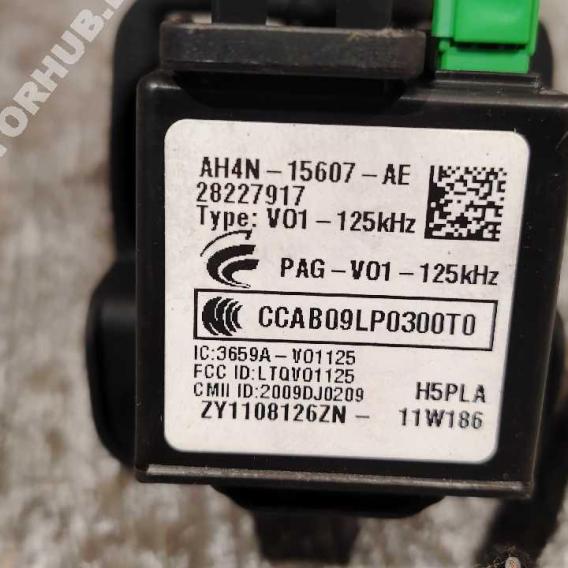 AH4N-15607-AE
28227917
Type: V01-125kHz
PAG-V01-125kHz
CCAB09LP0300T0
IC:3659A-V01125
FCC ID:LTQV01125
CMII ID:2009DJ0209
H5PLA
ZY1108126ZN- 11W186